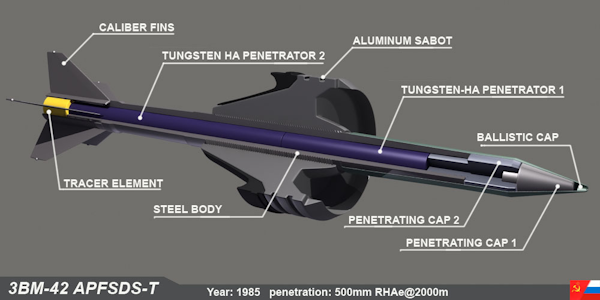 CALIBER FINS
TUNGSTEN HA PENETRATOR 2
ALUMINUM SABOT
TUNGSTEN-HA PENETRATOR 1
BALLISTIC CAP
TRACER ELEMENT
STEEL BODY
PENETRATING CAP 2
PENETRATING CAP 1
3BM-42 APFSDS-T
Year: 1985 penetration: 500mm RHAe@2000m